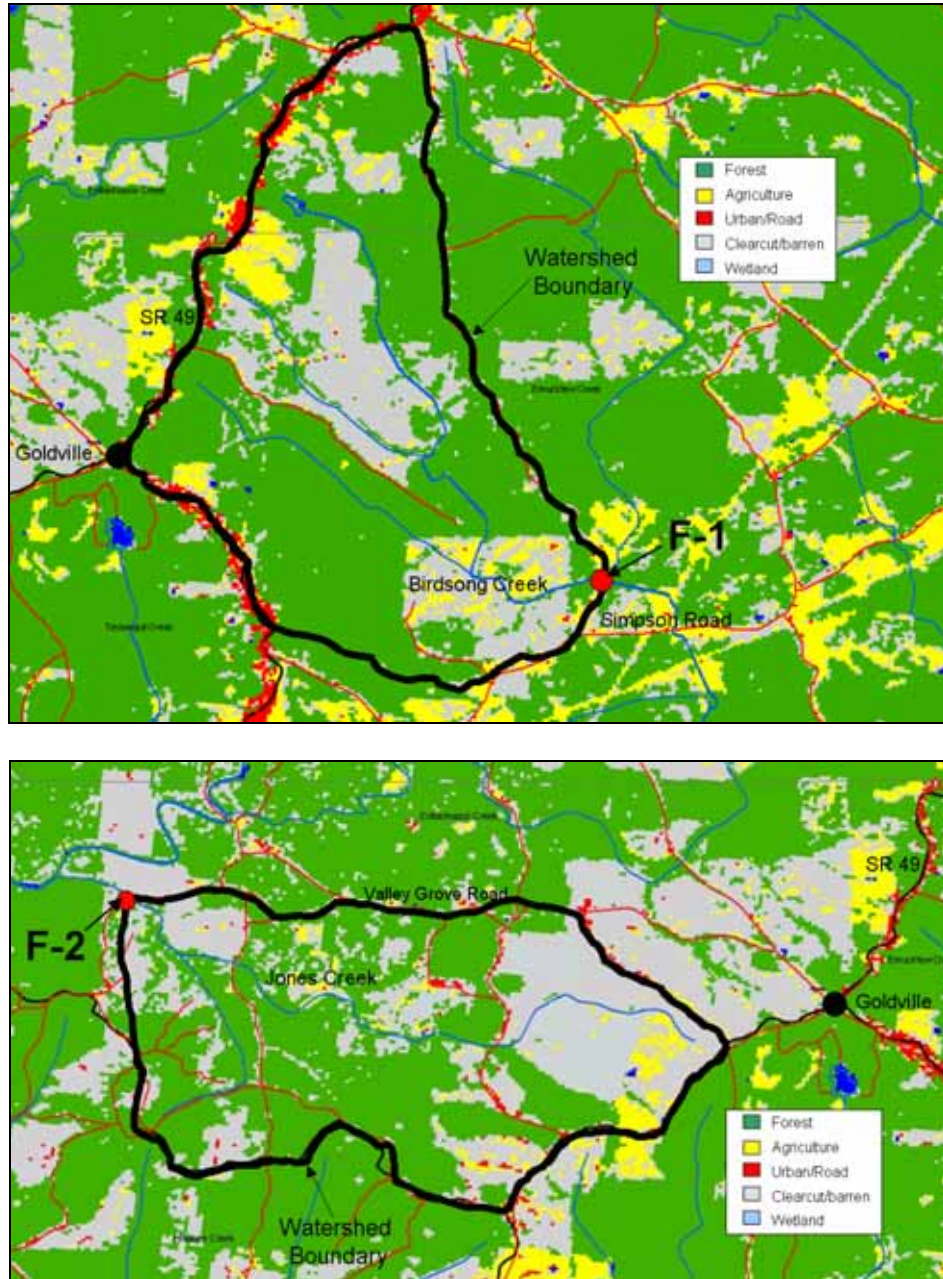 Forest
Agriculture
Urban/Road
Clearcut/barren
Wetland
Watershed
Boundary
SR 49
Goldville
F-1
Birdsong Creek
Simpson Road
SR 49
Valley Grove Road
F-2
Jones Creek
Goldville
Forest
Agriculture
Urban/Road
Clearcut/barren
Wetland
Watershed
Boundary